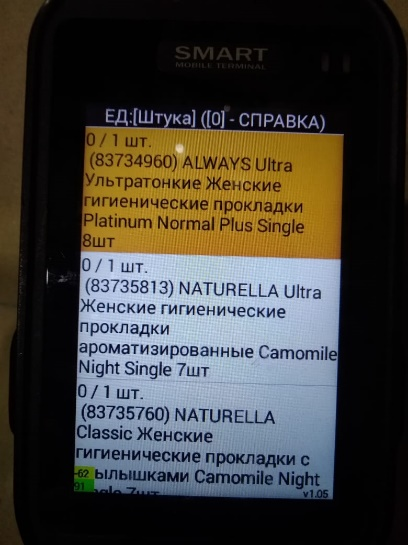 SMART
MOBILE TERMINAL
ЕД:[Штука] ([0] - СПРАВКА)
0 / 1 шт.
(83734960) ALWAYS Ultra
Ультратонкие Женские
гигиенические прокладки
Platinum Normal Plus Single
8шт
0 / 1 шт.
(83735813) NATURELLA Ultra
Женские гигиенические
прокладки
ароматизированные Camomile
Night Single 7шт
0 / 1 шт.
(83735760) NATURELLA
Classic Женские
гигиенические прокладки с
-62 ылышками Camomile Night
91 7шт
v1.05